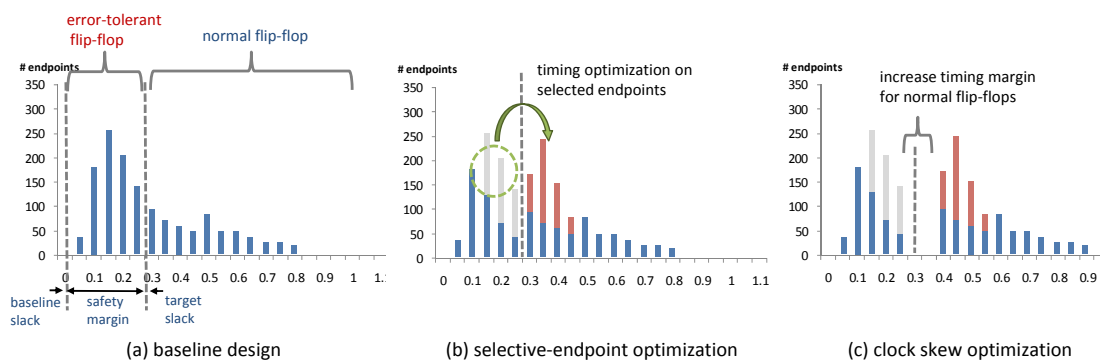 error-tolerant
flip-flop
normal flip-flop
# endpoints
350
300
250
200
150
100
50
0
0.1 0.2 0.3 0.4 0.5 0.6 0.7 0.8 0.9 1 1.1
baseline
slack
safety
margin
target
slack
(a) baseline design
# endpoints
timing optimization on
selected endpoints
350
300
250
200
150
100
50
0
0.1 0.2 0.3 0.4 0.5 0.6 0.7 0.8 0.9 1 1.1
(b) selective-endpoint optimization
# endpoints
increase timing margin
for normal flip-flops
350
300
250
200
150
100
50
0
0.1 0.2 0.3 0.4 0.5 0.6 0.7 0.8 0.9
(c) clock skew optimization